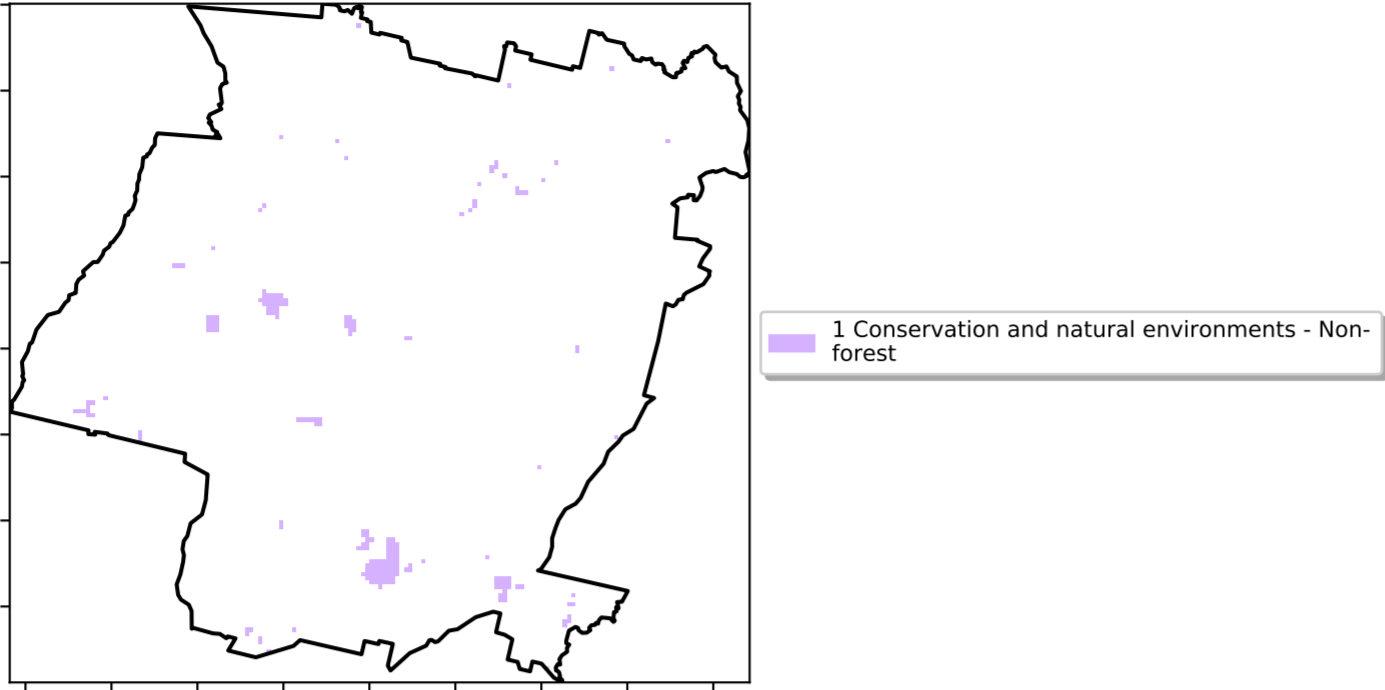 1 Conservation and natural environments - Non-
forest